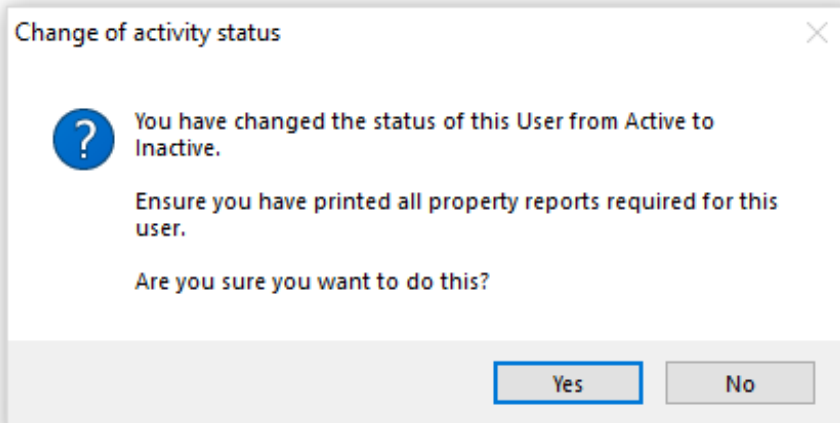 Change of activity status
You have changed the status of this User from Active to
Inactive.
Ensure you have printed all property reports required for this
user.
Are you sure you want to do this?
Yes
No